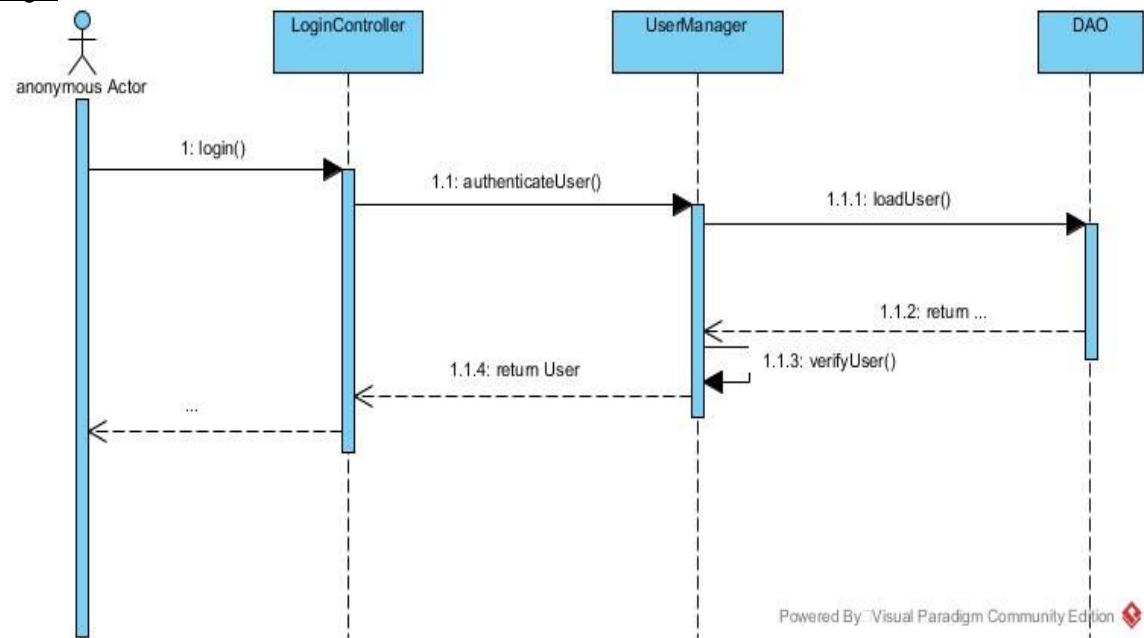 LoginController
UserManager
DAO
anonymous Actor
1: login()
1.1: authenticateUser()
1.1.1: loadUser()
1.1.2: return ...
1.1.3: verifyUser()
1.1.4: return User
...
Powered By Visual Paradigm Community Edition